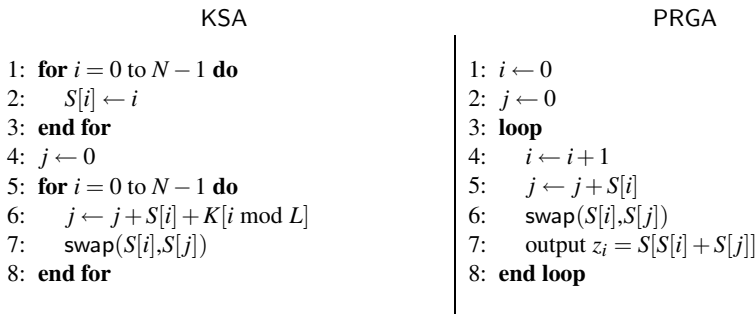 KSA
1: for i = 0 to N − 1 do
2: S[i] ← i
3: end for
4: j ← 0
5: for i = 0 to N − 1 do
6: j ← j + S[i] + K[i mod L]
7: swap(S[i],S[j])
8: end for
PRGA
1: i ← 0
2: j ← 0
3: loop
4: i ← i + 1
5: j ← j + S[i]
6: swap(S[i],S[j])
7: output z_i = S[S[i] + S[j]]
8: end loop